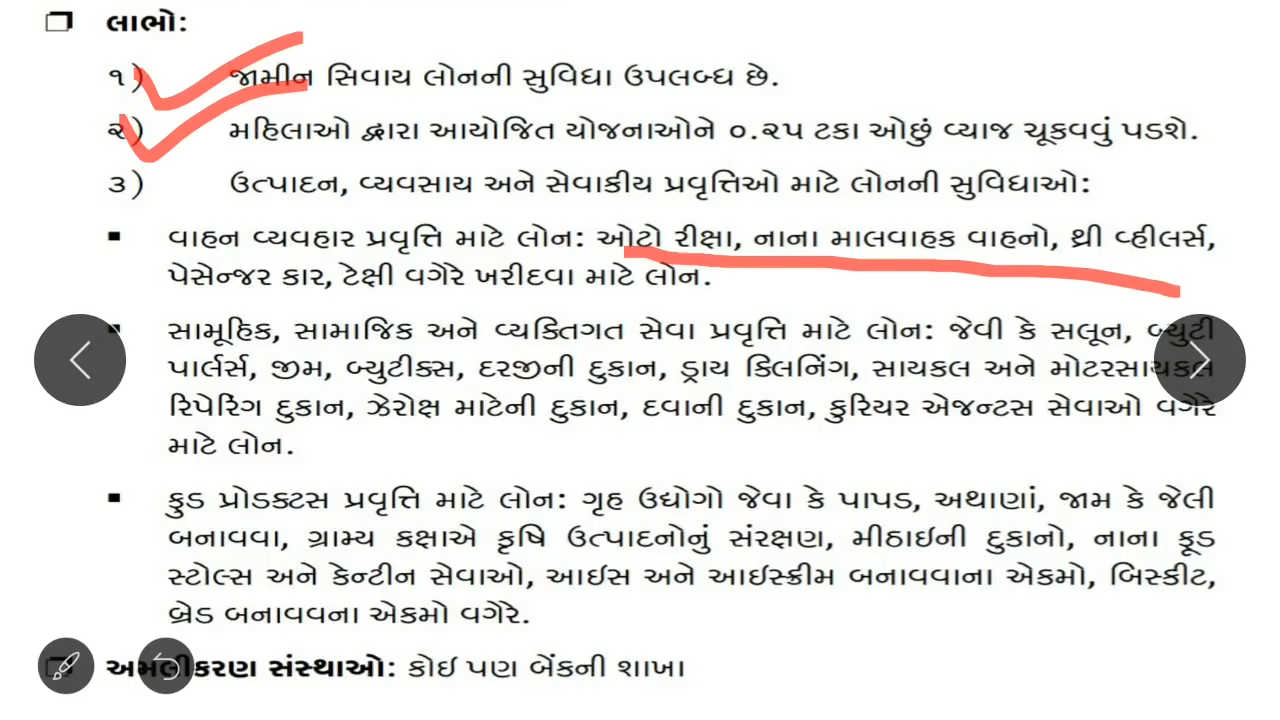 લાભો:
૧) જામીન સિવાય લોનની સુવિધા ઉપલબ્ધ છે.
૨) મહિલાઓ દ્વારા આયોજિત યોજનાઓને ૦.૨૫ ટકા ઓછું વ્યાજ ચૂકવવું પડશે.
૩) ઉત્પાદન, વ્યવસાય અને સેવાકીય પ્રવૃત્તિઓ માટે લોનની સુવિધાઓ:
▪ વાહન વ્યવહાર પ્રવૃત્તિ માટે લોન: ઓટો રીક્ષા, નાના માલવાહક વાહનો, થ્રી વ્હીલર્સ,
પેસેન્જર કાર, ટેક્ષી વગેરે ખરીદવા માટે લોન.
▪ સામૂહિક, સામાજિક અને વ્યક્તિગત સેવા પ્રવૃત્તિ માટે લોન: જેવી કે સલૂન, બ્યુટી
પાર્લર્સ, જીમ, બ્યુટીક્સ, દરજીની દુકાન, ડ્રાય ક્લિનિંગ, સાયકલ અને મોટરસાયકલ
રિપેરિંગ દુકાન, ઝેરોક્ષ માટેની દુકાન, દવાની દુકાન, કુરિયર એજન્ટસ સેવાઓ વગેરે
માટે લોન.
▪ ફુડ પ્રોડક્ટસ પ્રવૃત્તિ માટે લોન: ગૃહ ઉદ્યોગો જેવા કે પાપડ, અથાણાં, જામ કે જેલી
બનાવવા, ગ્રામ્ય કક્ષાએ કૃષિ ઉત્પાદનોનું સંરક્ષણ, મીઠાઇની દુકાનો, નાના ફૂડ
સ્ટોલ્સ અને કેન્ટીન સેવાઓ, આઈસ અને આઈસ્ક્રીમ બનાવવાના એકમો, બિસ્કીટ,
બ્રેડ બનાવવના એકમો વગેરે.
અમલીકરણ સંસ્થાઓ: કોઈ પણ બેંકની શાખા